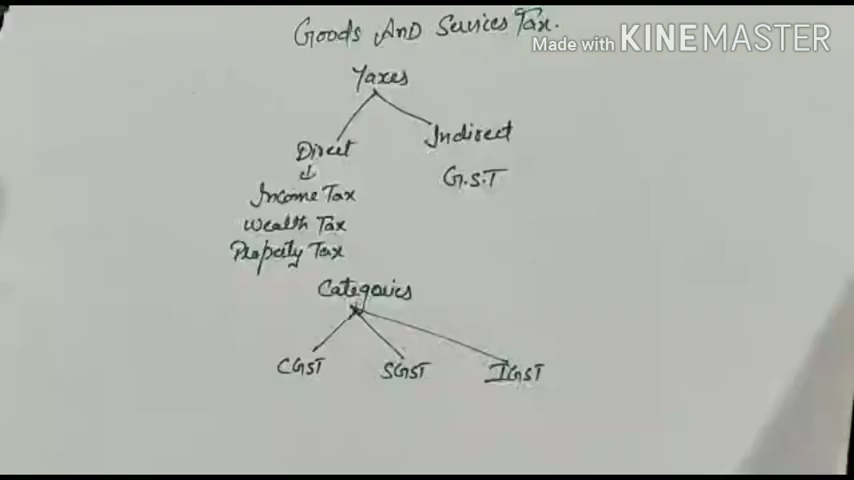 Goods And Services Tax.
Made with KINEMASTER
Taxes
Direct
Indirect
Income Tax
G.S.T
Wealth Tax
Property Tax
Categories
CGST SGST IGST